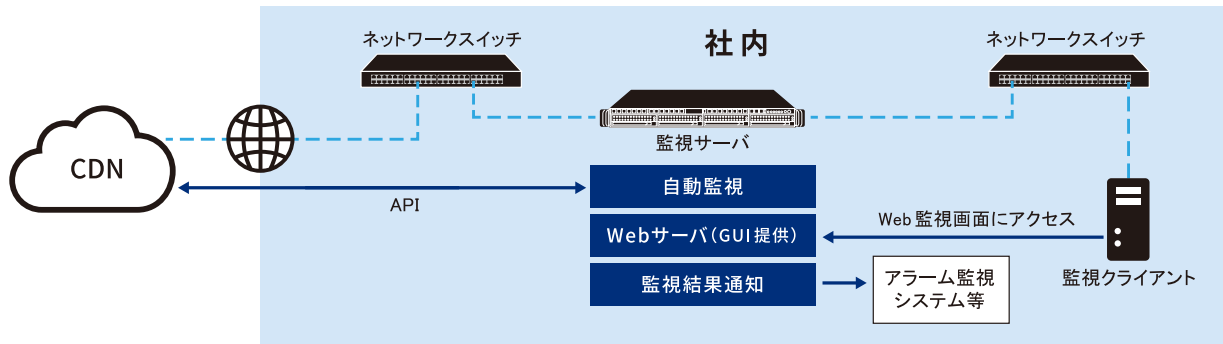 社内
ネットワークスイッチ
ネットワークスイッチ
監視サーバ
CDN
API
自動監視
Webサーバ(GUI提供)
監視結果通知
Web監視画面にアクセス
監視クライアント
アラーム監視
システム等